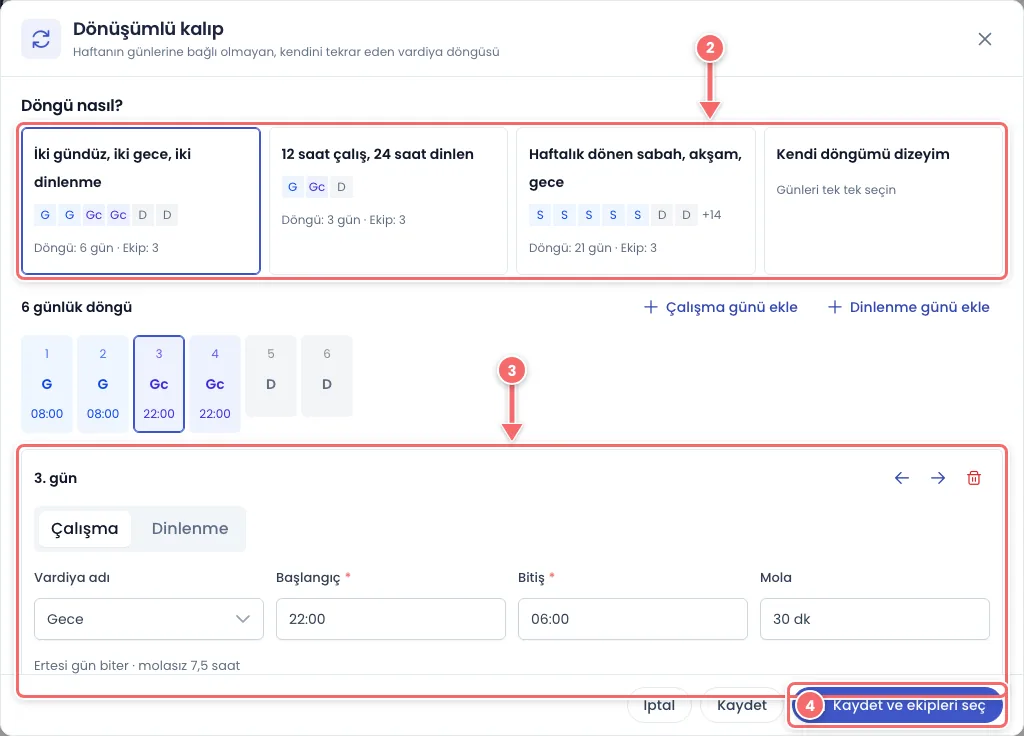 Dönüşümlü kalıp
Haftanın günlerine bağlı olmayan, kendini tekrar eden vardiya döngüsü
2
Döngü nasıl?
İki gündüz, iki gece, iki
dinlenme
G G Gc Gc D D
Döngü: 6 gün · Ekip: 3
12 saat çalış, 24 saat dinlen
G Gc D
Döngü: 3 gün · Ekip: 3
Haftalık dönen sabah, akşam,
gece
S S S S S D D +14
Döngü: 21 gün · Ekip: 3
Kendi döngümü dizeyim
Günleri tek tek seçin
6 günlük döngü
+ Çalışma günü ekle
+ Dinlenme günü ekle
1 2 3 4 5 6
G G Gc Gc D D
08:00 08:00 22:00 22:00
3
3. gün
Çalışma Dinlenme
Vardiya adı Başlangıç * Bitiş * Mola
Gece 22:00 06:00 30 dk
Ertesi gün biter · molasız 7,5 saat
İptal Kaydet 4 Kaydet ve ekipleri seç